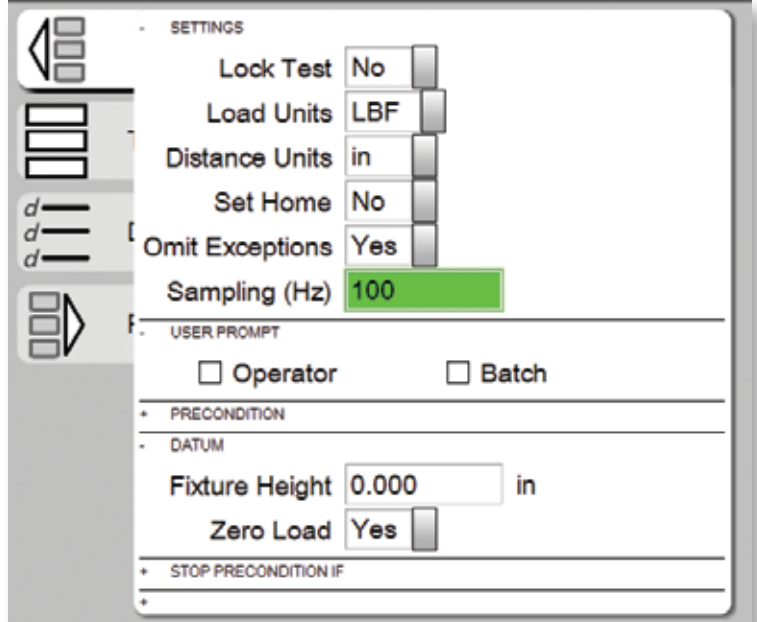 - SETTINGS
Lock Test No
Load Units LBF
Distance Units in
Set Home No
Omit Exceptions Yes
Sampling (Hz) 100
- USER PROMPT
Operator Batch
+ PRECONDITION
- DATUM
Fixture Height 0.000 in
Zero Load Yes
+ STOP PRECONDITION IF
+
d
d
d